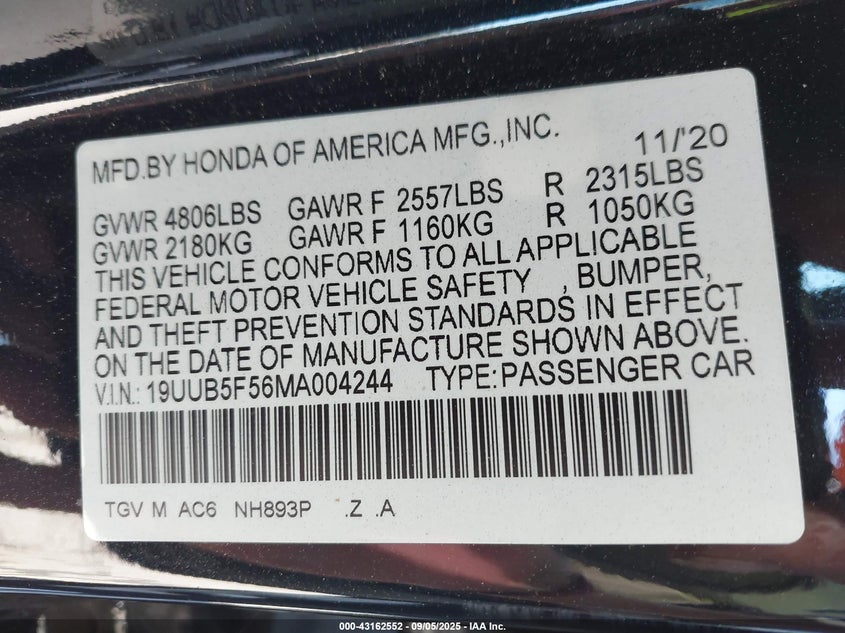 MFD.BY HONDA OF AMERICA MFG.,INC. 11/'20
GVWR 4806LBS GAWR F 2557LBS R 2315LBS
GVWR 2180KG GAWR F 1160KG R 1050KG
THIS VEHICLE CONFORMS TO ALL APPLICABLE
FEDERAL MOTOR VEHICLE SAFETY , BUMPER,
AND THEFT PREVENTION STANDARDS IN EFFECT
ON THE DATE OF MANUFACTURE SHOWN ABOVE.
V.I.N.: 19UUB5F56MA004244 TYPE:PASSENGER CAR
TGV M AC6 NH893P .Z .A
000-43162552 - 09/05/2025 - IAA Inc.